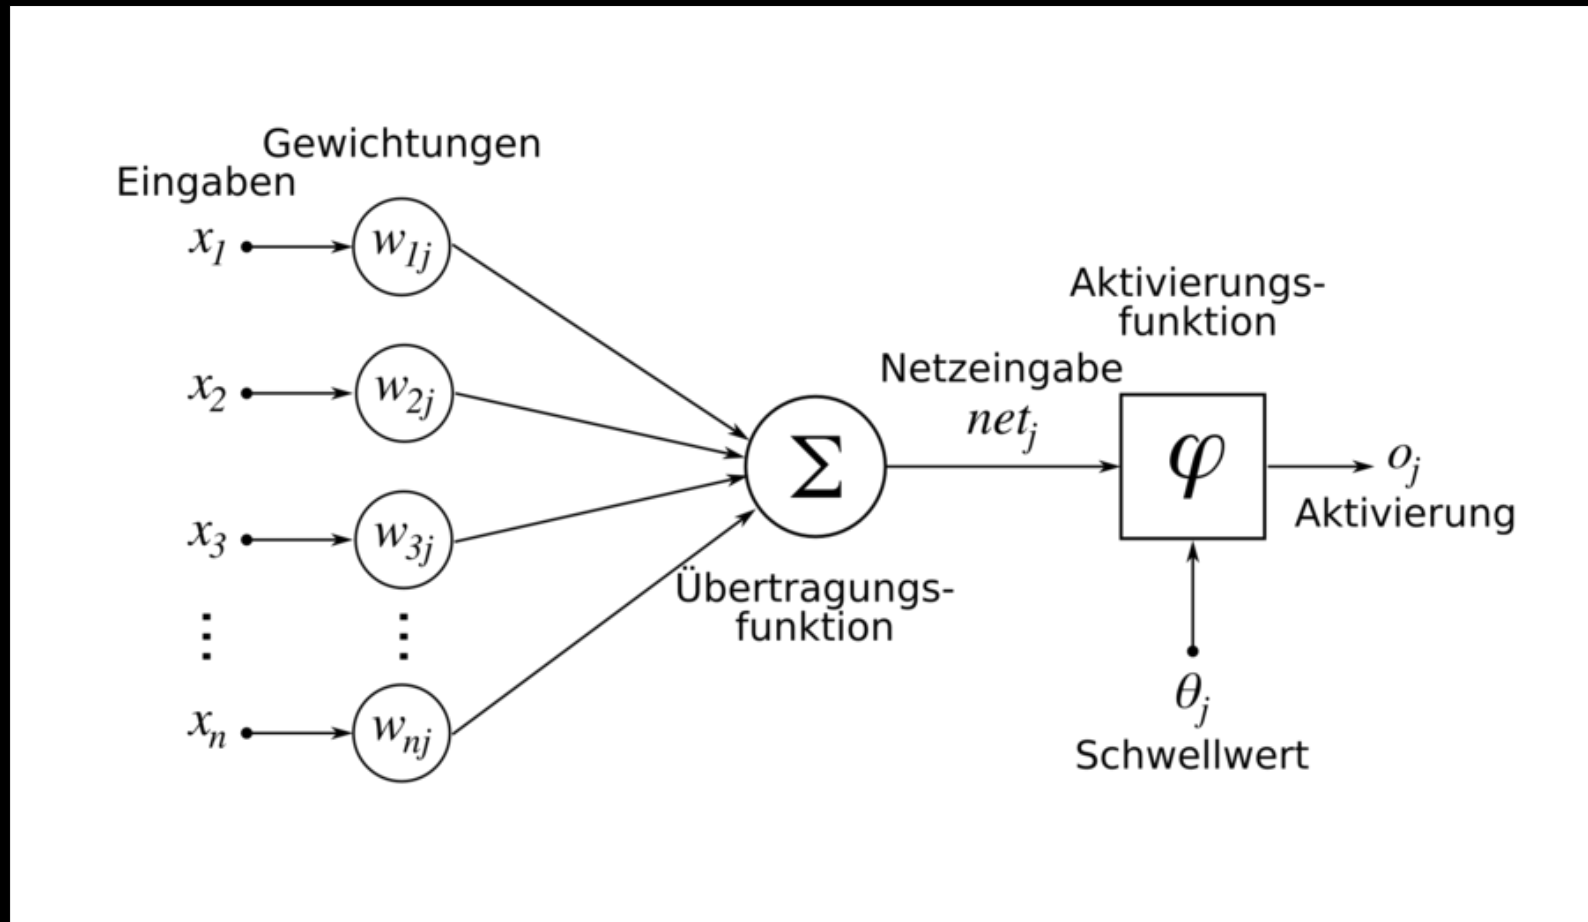 Gewichtungen
Eingaben
x₁
w₁ⱼ
x₂
w₂ⱼ
x₃
w₃ⱼ
⋮ ⋮
xₙ
wₙⱼ
Σ
Übertragungs-
funktion
Netzeingabe
netⱼ
Aktivierungs-
funktion
φ
oⱼ
Aktivierung
θⱼ
Schwellwert